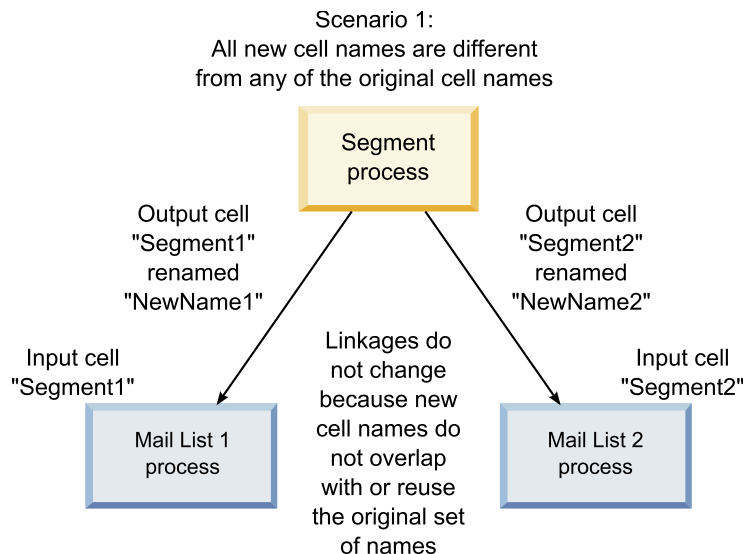 Scenario 1:
All new cell names are different
from any of the original cell names
Segment
process
Output cell
"Segment1"
renamed
"NewName1"
Output cell
"Segment2"
renamed
"NewName2"
Input cell
"Segment1"
Linkages do
not change
because new
cell names do
not overlap
with or reuse
the original set
of names
Input cell
"Segment2"
Mail List 1
process
Mail List 2
process